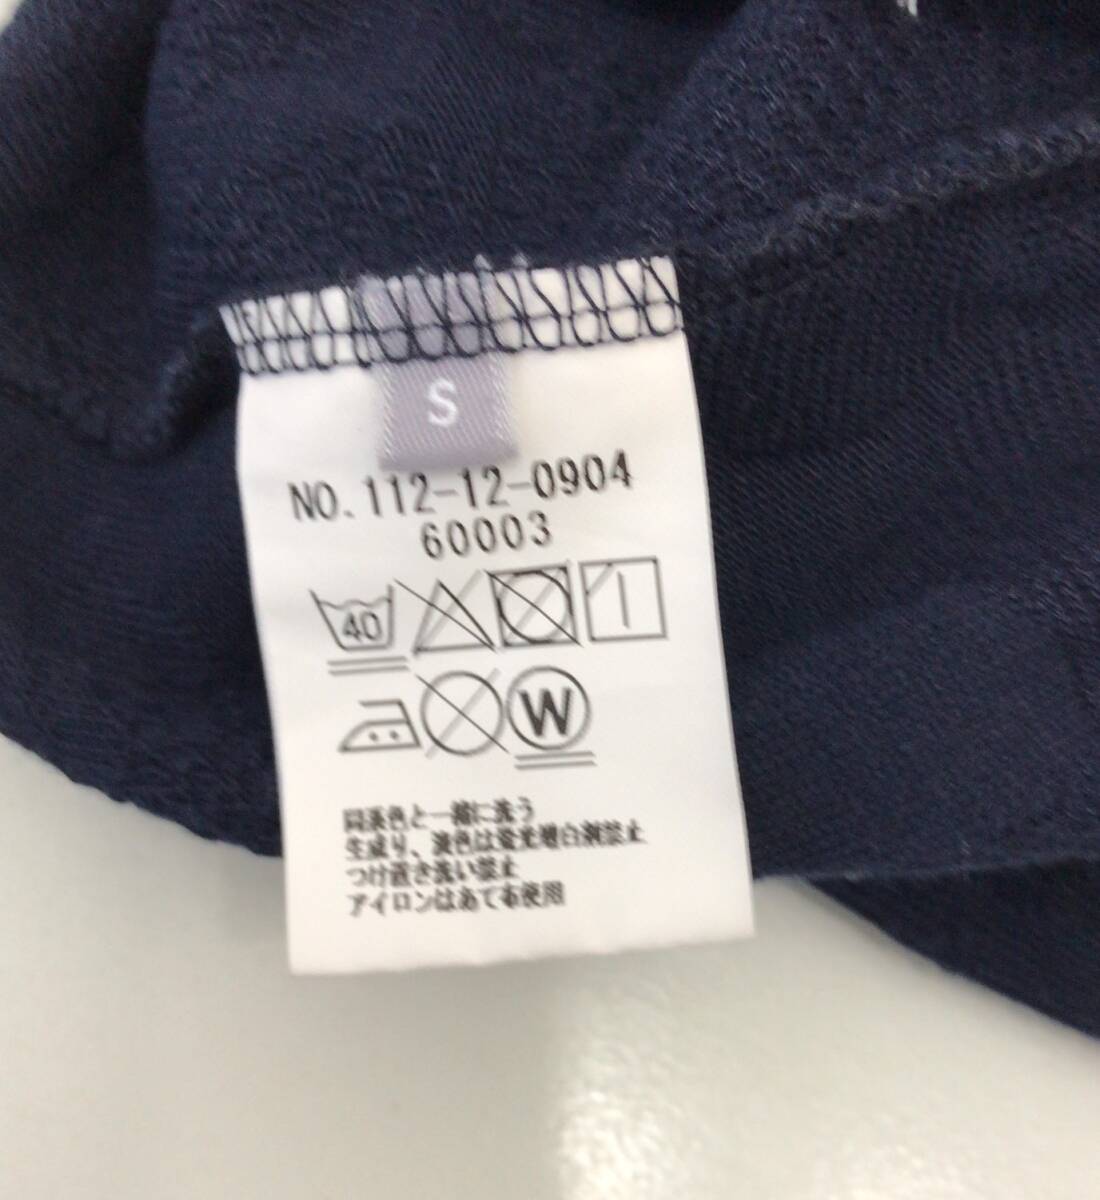 S
NO.112-12-0904
60003
40
W
同系色と一緒に洗う
生成り、淡色は蛍光増白剤禁止
つけ置き洗い禁止
アイロンはあて布使用